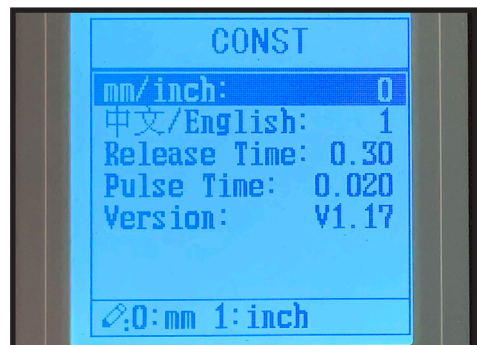 CONST
mm/inch: 0
中文/English: 1
Release Time: 0.30
Pulse Time: 0.020
Version: V1.17
:0:mm 1:inch